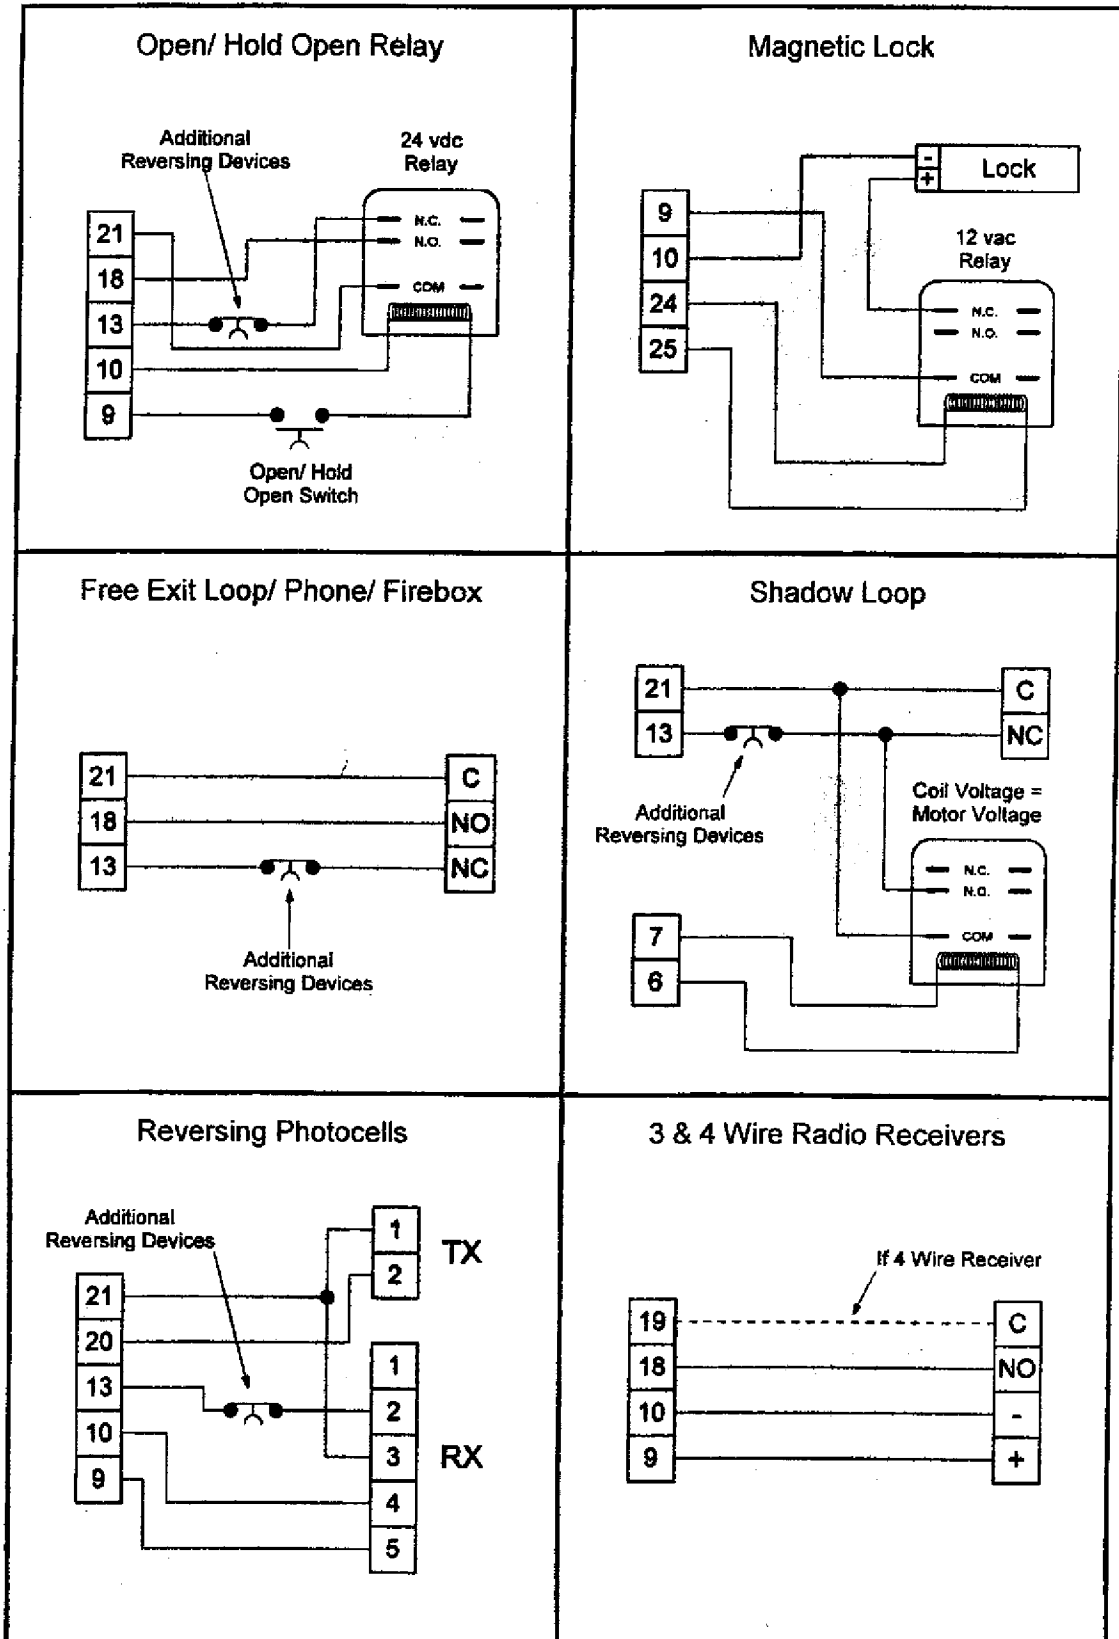 Open/ Hold Open Relay
Additional
Reversing Devices
24 vdc
Relay
N.C.
N.O.
COM
21
18
13
10
9
Open/ Hold
Open Switch
Magnetic Lock
-
+
Lock
9
10
24
25
12 vac
Relay
N.C.
N.O.
COM
Free Exit Loop/ Phone/ Firebox
21
18
13
C
NO
NC
Additional
Reversing Devices
Shadow Loop
21
13
C
NC
Additional
Reversing Devices
Coil Voltage =
Motor Voltage
N.C.
N.O.
COM
7
6
Reversing Photocells
Additional
Reversing Devices
1
2
TX
21
20
13
10
9
1
2
3
4
5
RX
3 & 4 Wire Radio Receivers
If 4 Wire Receiver
19
18
10
9
C
NO
-
+